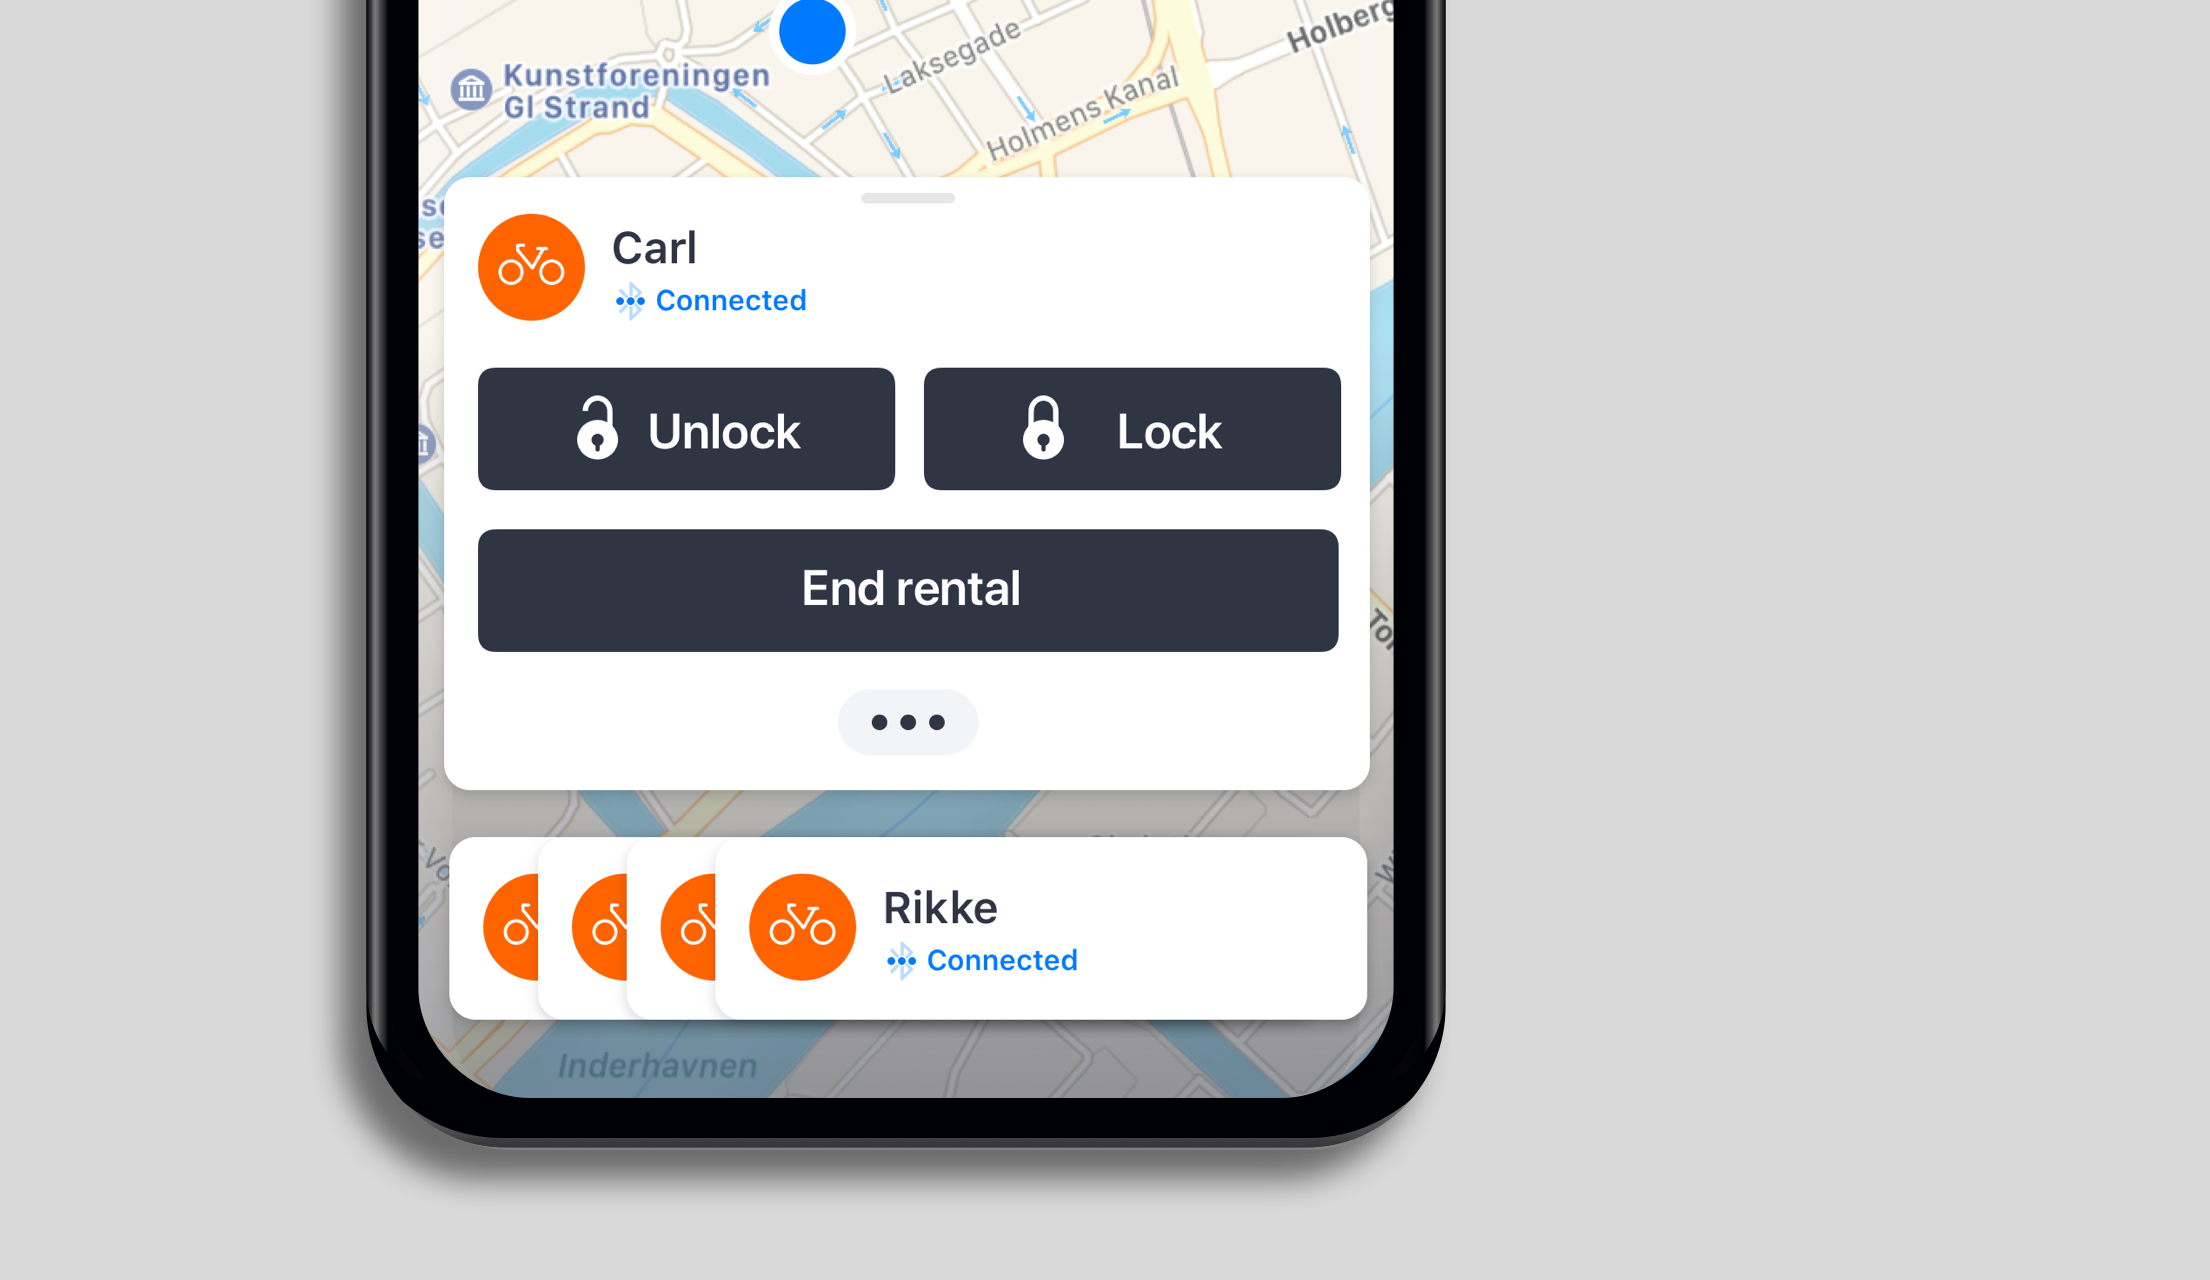 Holberg
Laksegade
Kunstforeningen
Gl Strand
Holmens Kanal
Carl
Connected
Unlock
Lock
End rental
Rikke
Connected
Inderhavnen